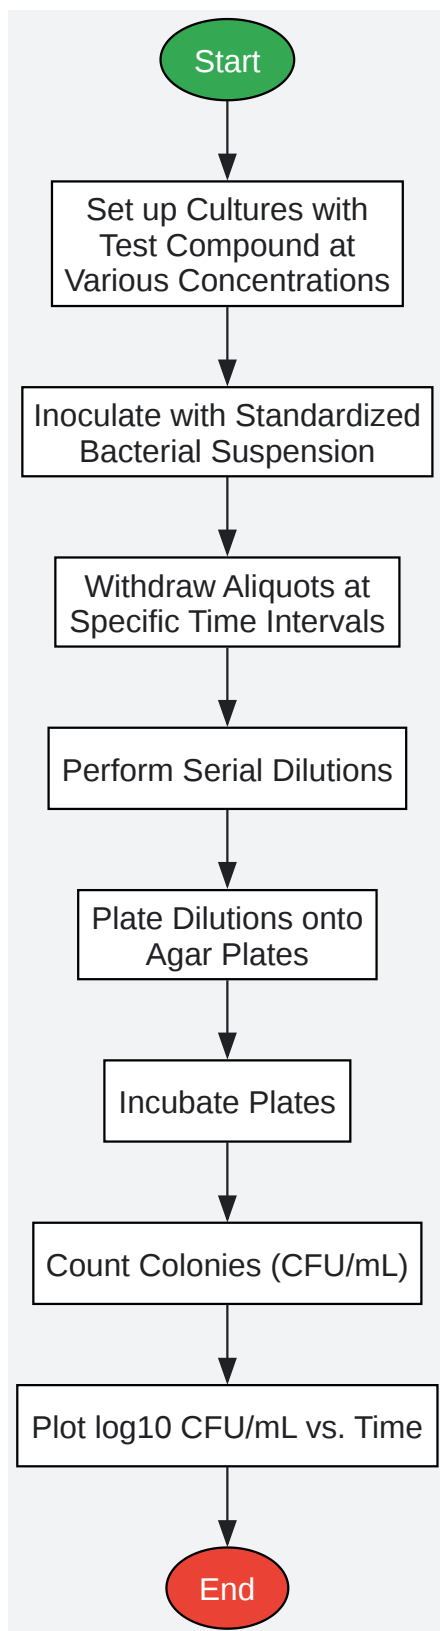 Start
Set up Cultures with
Test Compound at
Various Concentrations
Inoculate with Standardized
Bacterial Suspension
Withdraw Aliquots at
Specific Time Intervals
Perform Serial Dilutions
Plate Dilutions onto
Agar Plates
Incubate Plates
Count Colonies (CFU/mL)
Plot log10 CFU/mL vs. Time
End